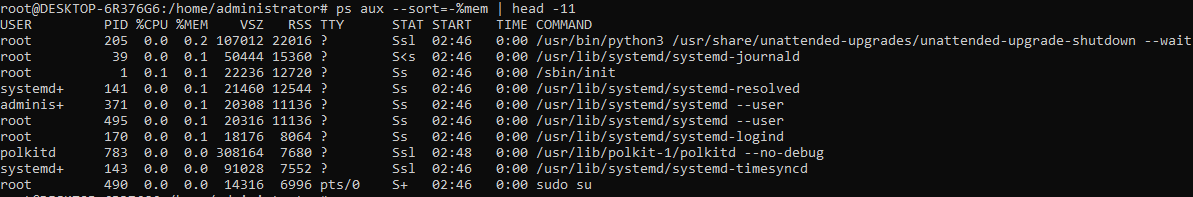 root@DESKTOP-6R376G6:/home/administrator# ps aux --sort=-%mem | head -11
USER PID %CPU %MEM VSZ RSS TTY STAT START TIME COMMAND
root 205 0.0 0.2 107012 22016 ? Ssl 02:46 0:00 /usr/bin/python3 /usr/share/unattended-upgrades/unattended-upgrade-shutdown --wait
root 39 0.0 0.1 50444 15360 ? S<s 02:46 0:00 /usr/lib/systemd/systemd-journald
root 1 0.1 0.1 22236 12720 ? Ss 02:46 0:00 /sbin/init
systemd+ 141 0.0 0.1 21460 12544 ? Ss 02:46 0:00 /usr/lib/systemd/systemd-resolved
adminis+ 371 0.0 0.1 20308 11136 ? Ss 02:46 0:00 /usr/lib/systemd/systemd --user
root 495 0.0 0.1 20316 11136 ? Ss 02:46 0:00 /usr/lib/systemd/systemd --user
root 170 0.0 0.1 18176 8064 ? Ss 02:46 0:00 /usr/lib/systemd/systemd-logind
polkitd 783 0.0 0.0 308164 7680 ? Ssl 02:48 0:00 /usr/lib/polkit-1/polkitd --no-debug
systemd+ 143 0.0 0.0 91028 7552 ? Ssl 02:46 0:00 /usr/lib/systemd/systemd-timesyncd
root 490 0.0 0.0 14316 6996 pts/0 S+ 02:46 0:00 sudo su